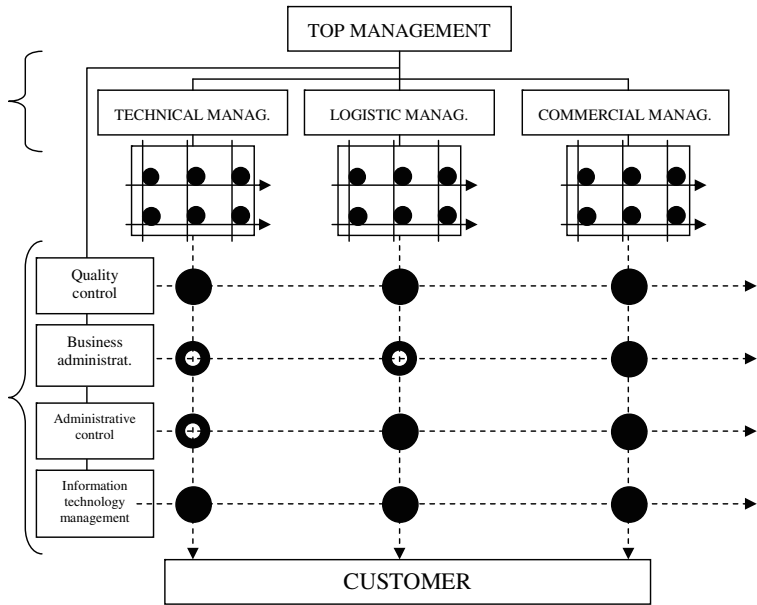 TOP MANAGEMENT
TECHNICAL MANAG.
LOGISTIC MANAG.
COMMERCIAL MANAG.
Quality
control
Business
administrat.
Administrative
control
Information
technology
management
CUSTOMER